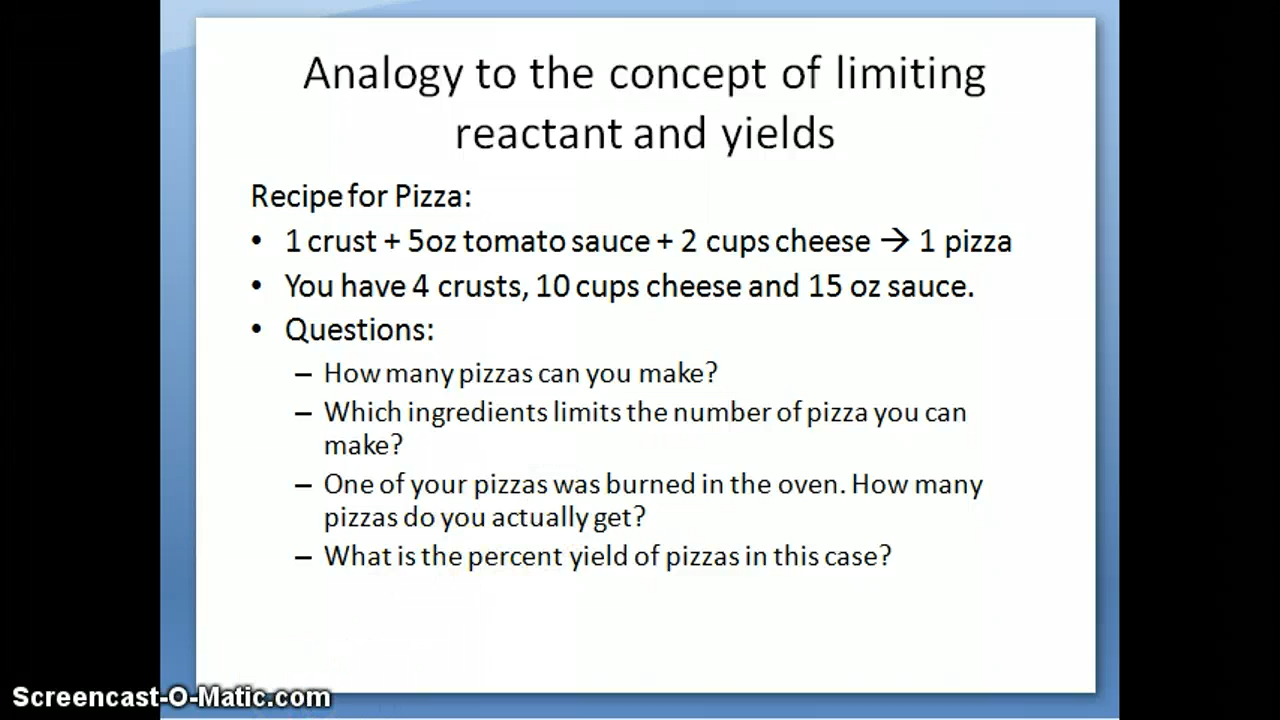 Analogy to the concept of limiting
reactant and yields
Recipe for Pizza:
• 1 crust + 5oz tomato sauce + 2 cups cheese → 1 pizza
• You have 4 crusts, 10 cups cheese and 15 oz sauce.
• Questions:
– How many pizzas can you make?
– Which ingredients limits the number of pizza you can
make?
– One of your pizzas was burned in the oven. How many
pizzas do you actually get?
– What is the percent yield of pizzas in this case?
Screencast-O-Matic.com